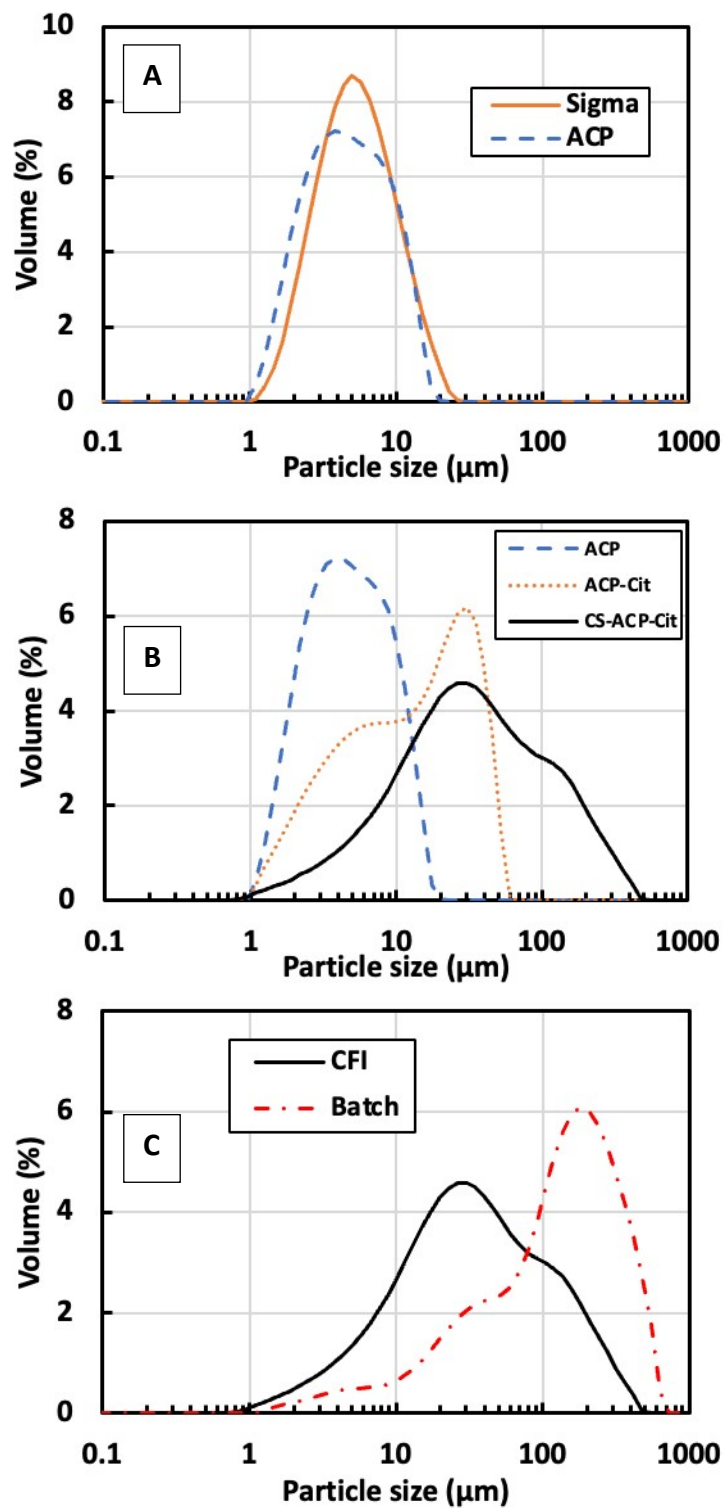 10
8
6
4
2
0
Volume (%)
A
Sigma
ACP
0.1 1 10 100 1000
Particle size (µm)
8
6
4
2
0
Volume (%)
B
ACP
ACP-Cit
CS-ACP-Cit
0.1 1 10 100 1000
Particle size (µm)
8
6
4
2
0
Volume (%)
C
CFI
Batch
0.1 1 10 100 1000
Particle size (µm)